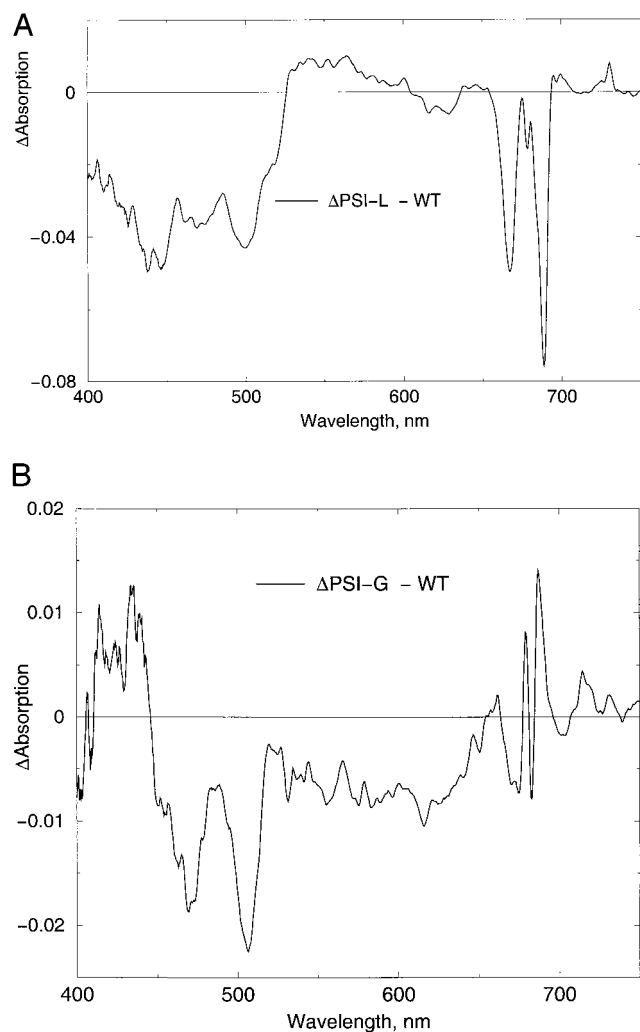 A
0
ΔAbsorption
ΔPSI-L - WT
-0.04
-0.08
400 500 600 700
Wavelength, nm
B
0.02
ΔPSI-G - WT
0.01
ΔAbsorption
0
-0.01
-0.02
400 500 600 700
Wavelength, nm